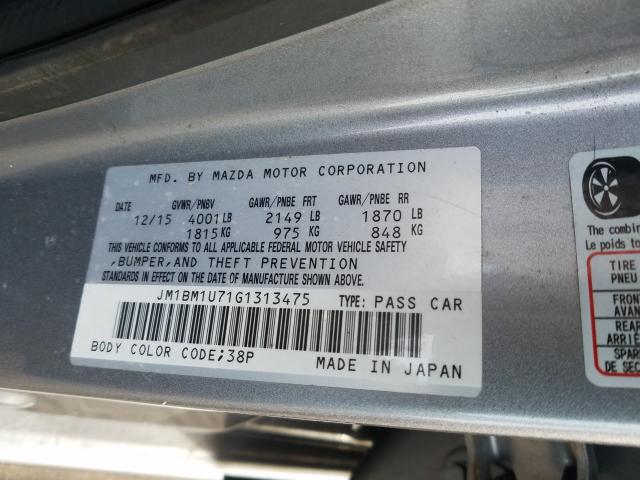 MFD. BY MAZDA MOTOR CORPORATION
DATE GVWR/PNBV GAWR/PNBE FRT GAWR/PNBE RR
12/15 4001 LB 2149 LB 1870 LB
1815 KG 975 KG 848 KG
THIS VEHICLE CONFORMS TO ALL APPLICABLE FEDERAL MOTOR VEHICLE SAFETY
,BUMPER,AND THEFT PREVENTION
STANDARDS IN EFFECT ON THE DATE OF MANUFACTURE SHOWN ABOVE.
JM1BM1U71G1313475 TYPE: PASS CAR
BODY COLOR CODE;38P MADE IN JAPAN
The combin
Le poids to
TIRE
PNEU
FRON
AVAN
REAR
ARRIÈ
SPAR
DE SEC